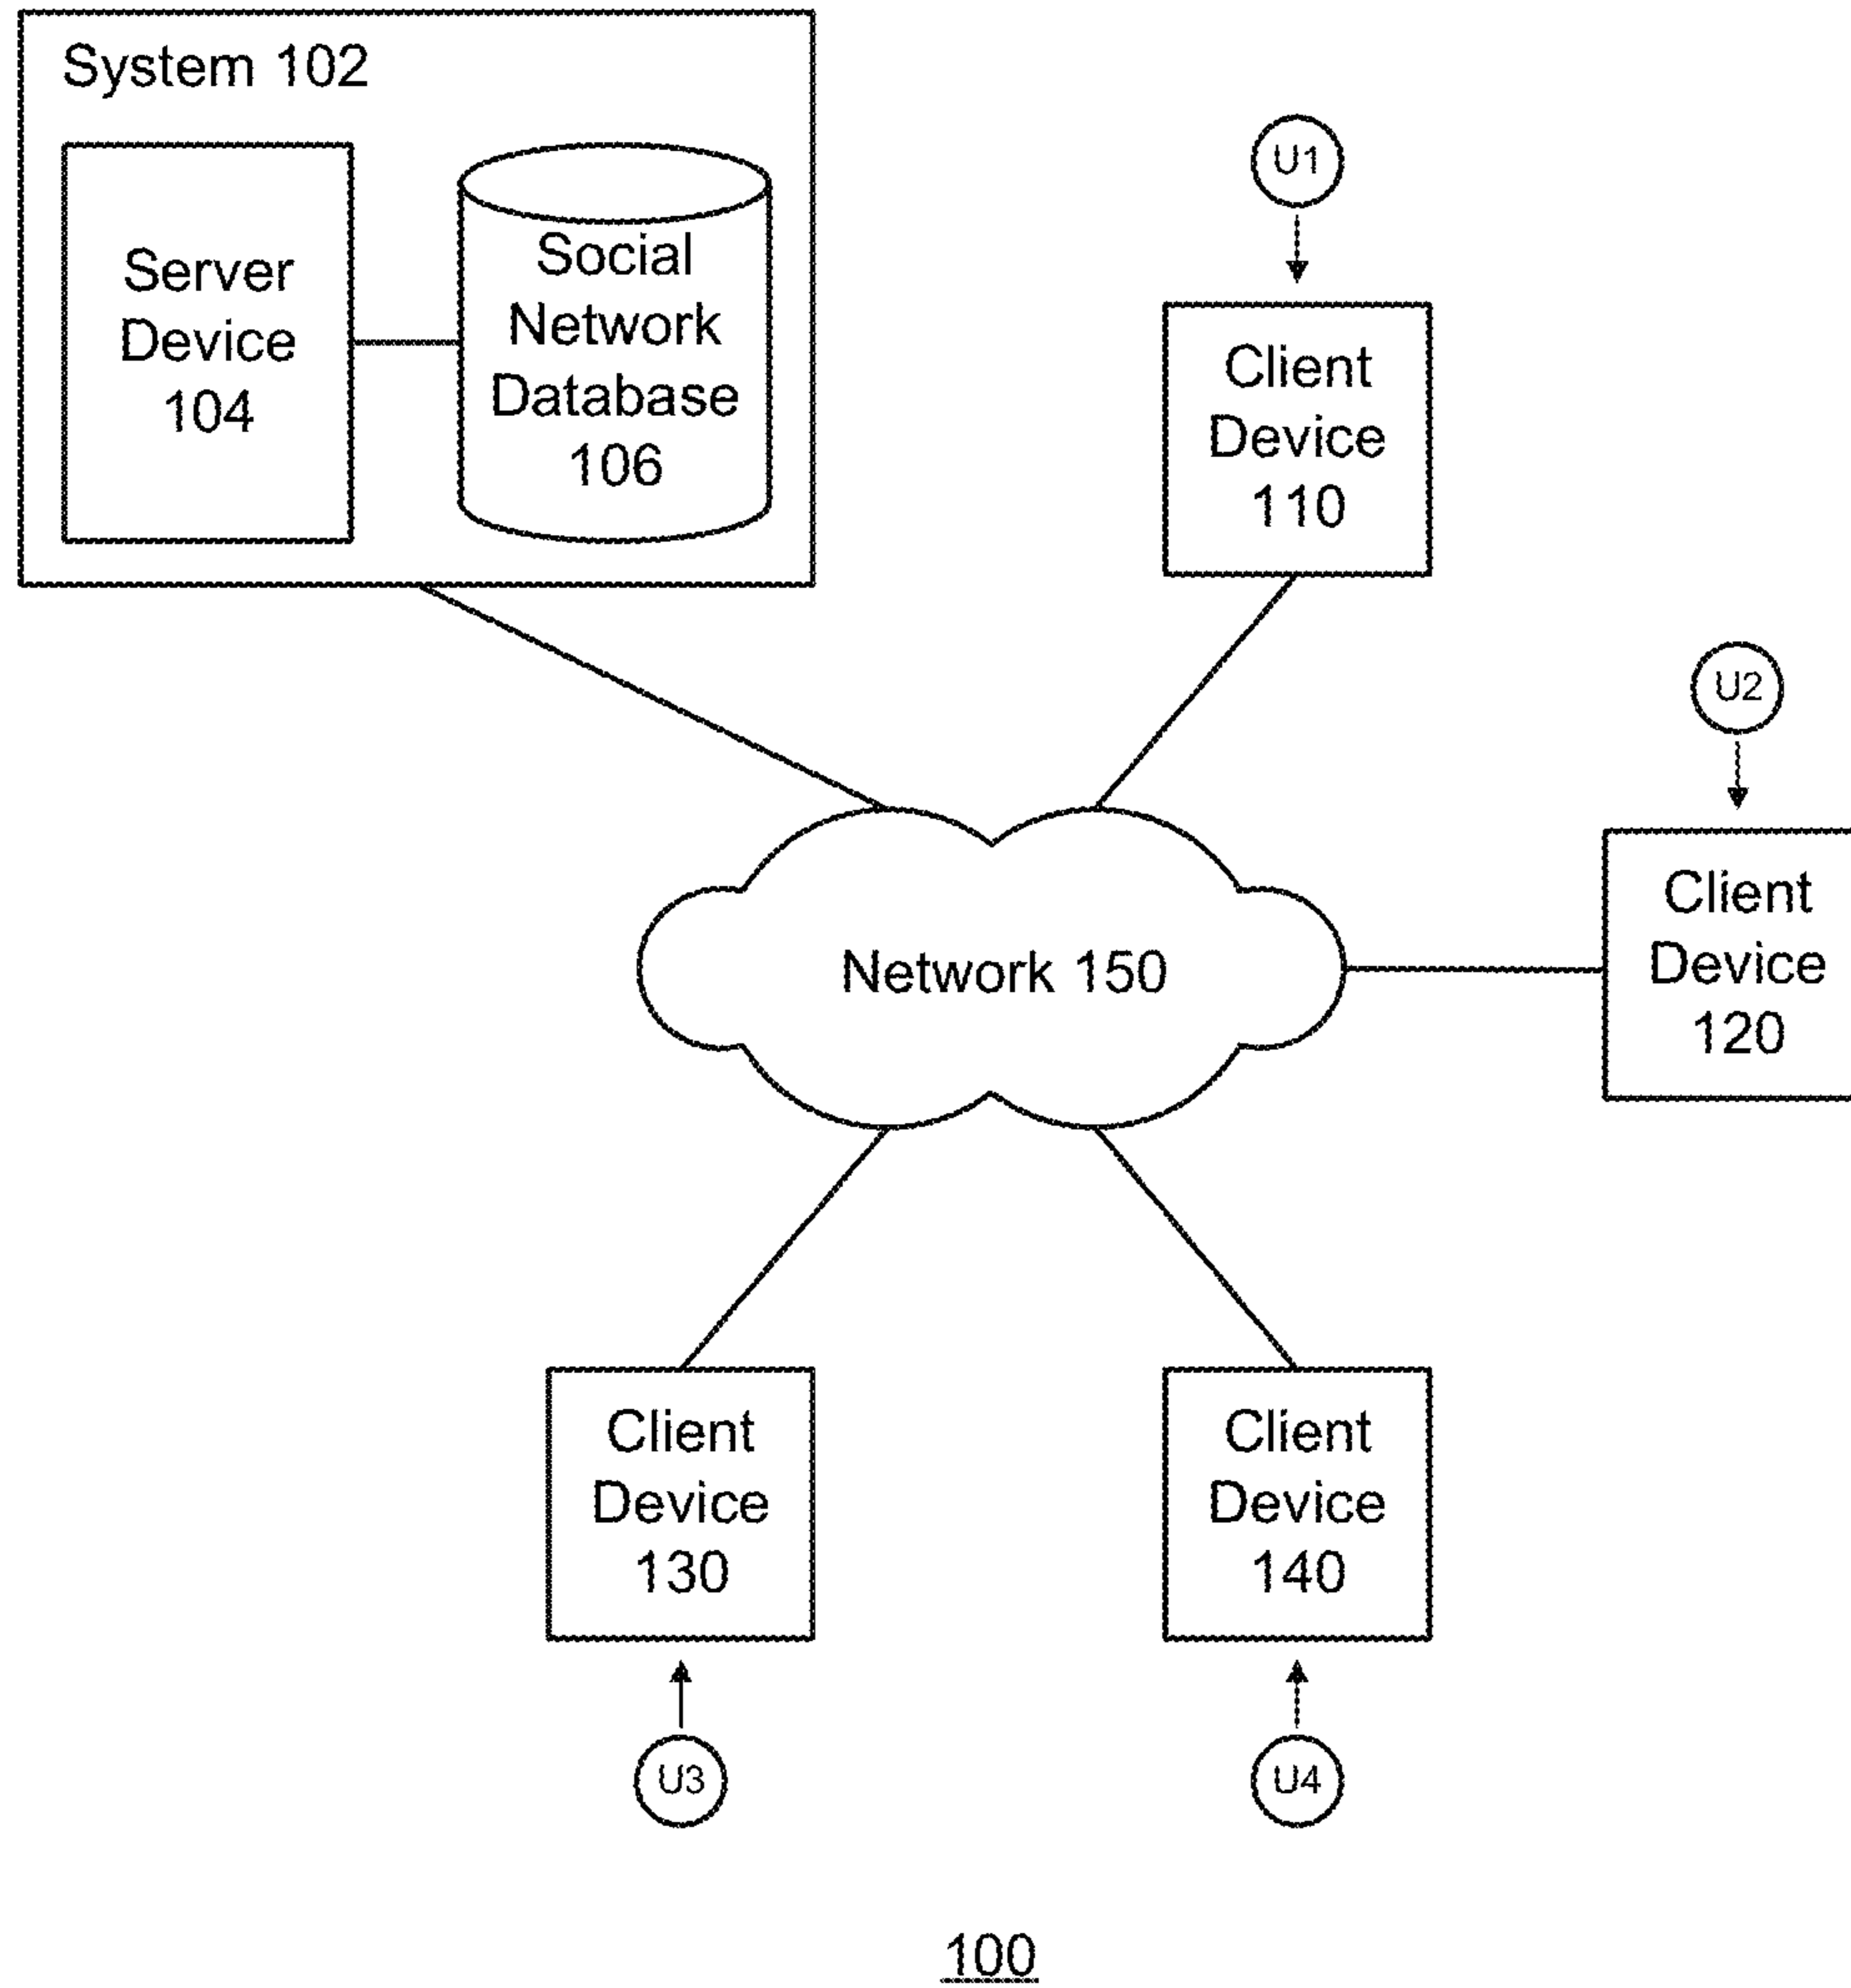 System 102
Server
Device
104
Social
Network
Database
106
U1
Client
Device
110
U2
Client
Device
120
Network 150
Client
Device
130
Client
Device
140
U3
U4
100